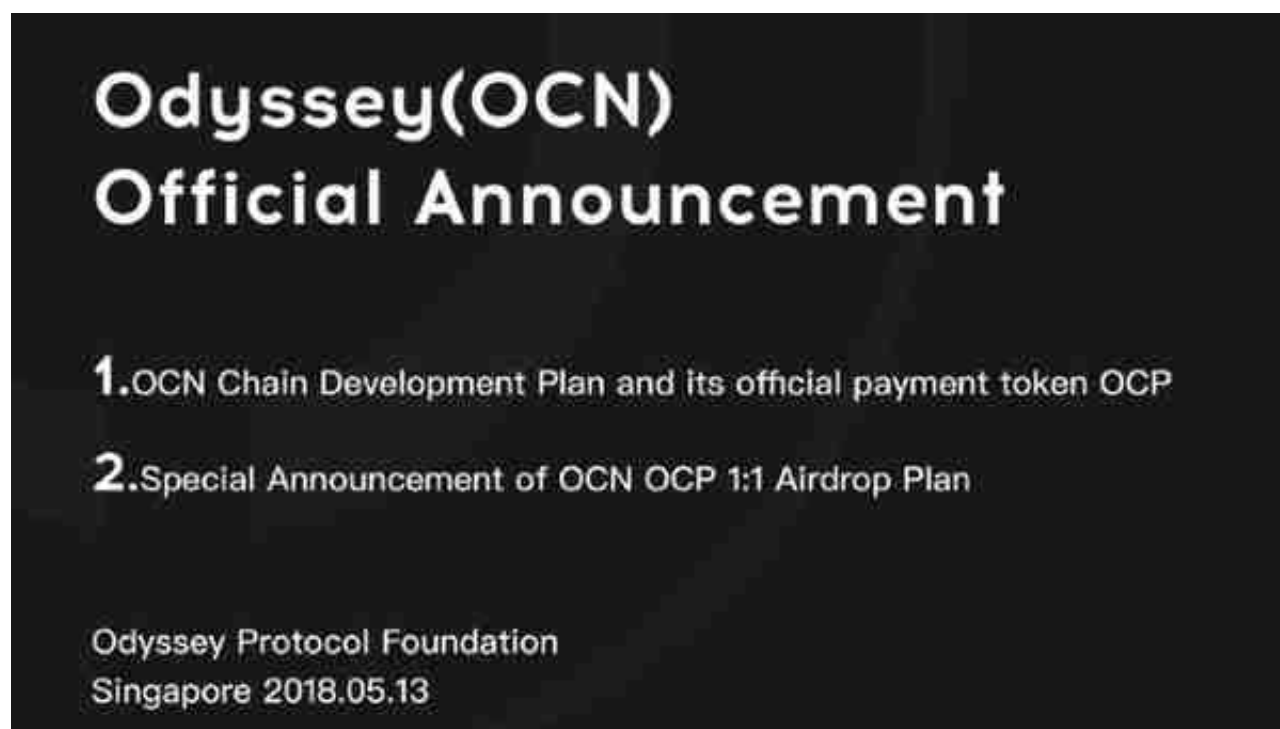 Odyssey(OCN)
Official Announcement
1.OCN Chain Development Plan and its official payment token OCP
2.Special Announcement of OCN OCP 1:1 Airdrop Plan
Odyssey Protocol Foundation
Singapore 2018.05.13